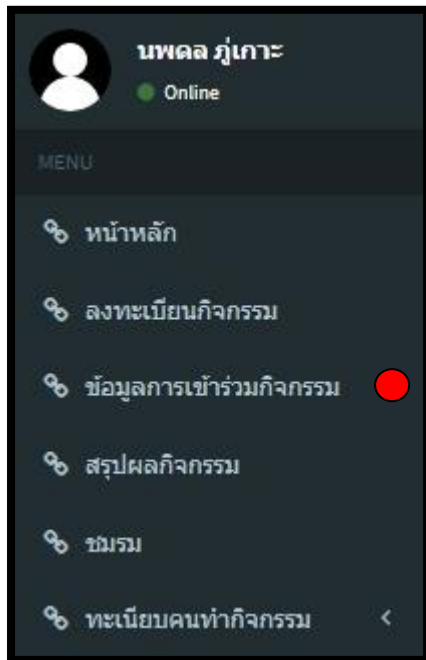 นพดล ภู่เกาะ
Online
MENU
หน้าหลัก
ลงทะเบียนกิจกรรม
ข้อมูลการเข้าร่วมกิจกรรม
สรุปผลกิจกรรม
ชมรม
ทะเนียบคนทำกิจกรรม